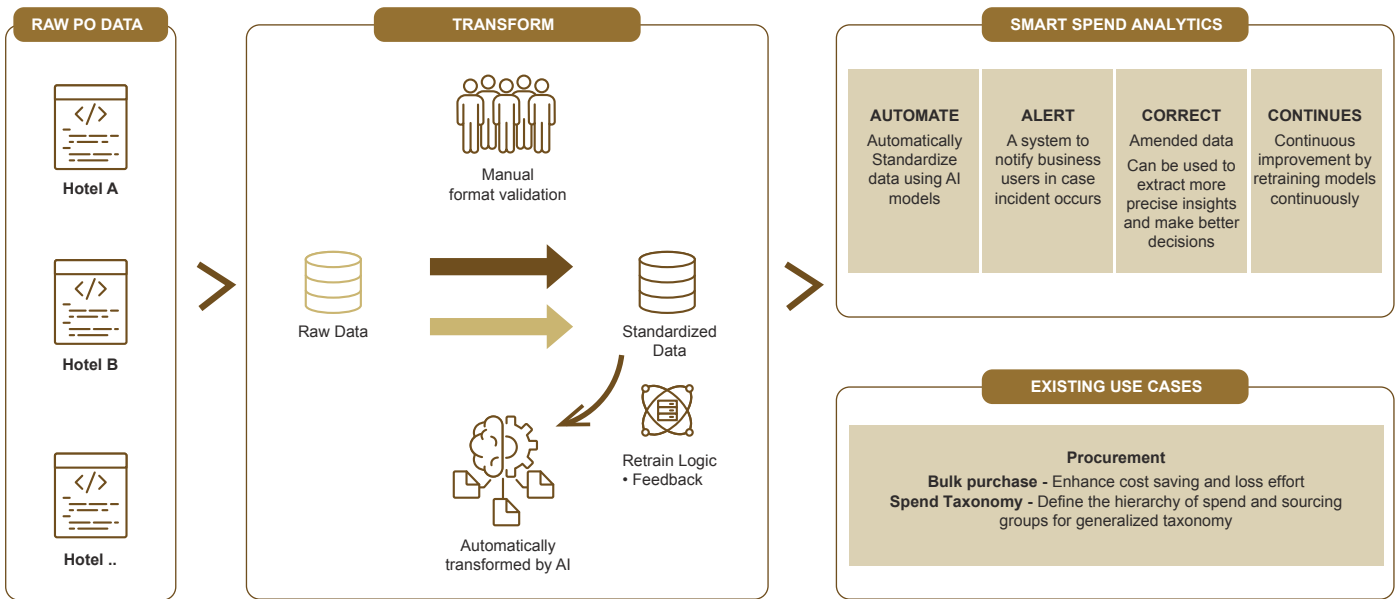 RAW PO DATA
</>
Hotel A
</>
Hotel B
</>
Hotel ..
TRANSFORM
Manual
format validation
Raw Data
Standardized
Data
Retrain Logic
• Feedback
Automatically
transformed by AI
SMART SPEND ANALYTICS
AUTOMATE
Automatically
Standardize
data using AI
models
ALERT
A system to
notify business
users in case
incident occurs
CORRECT
Amended data
Can be used to
extract more
precise insights
and make better
decisions
CONTINUES
Continuous
improvement by
retraining models
continuously
EXISTING USE CASES
Procurement
Bulk purchase - Enhance cost saving and loss effort
Spend Taxonomy - Define the hierarchy of spend and sourcing
groups for generalized taxonomy